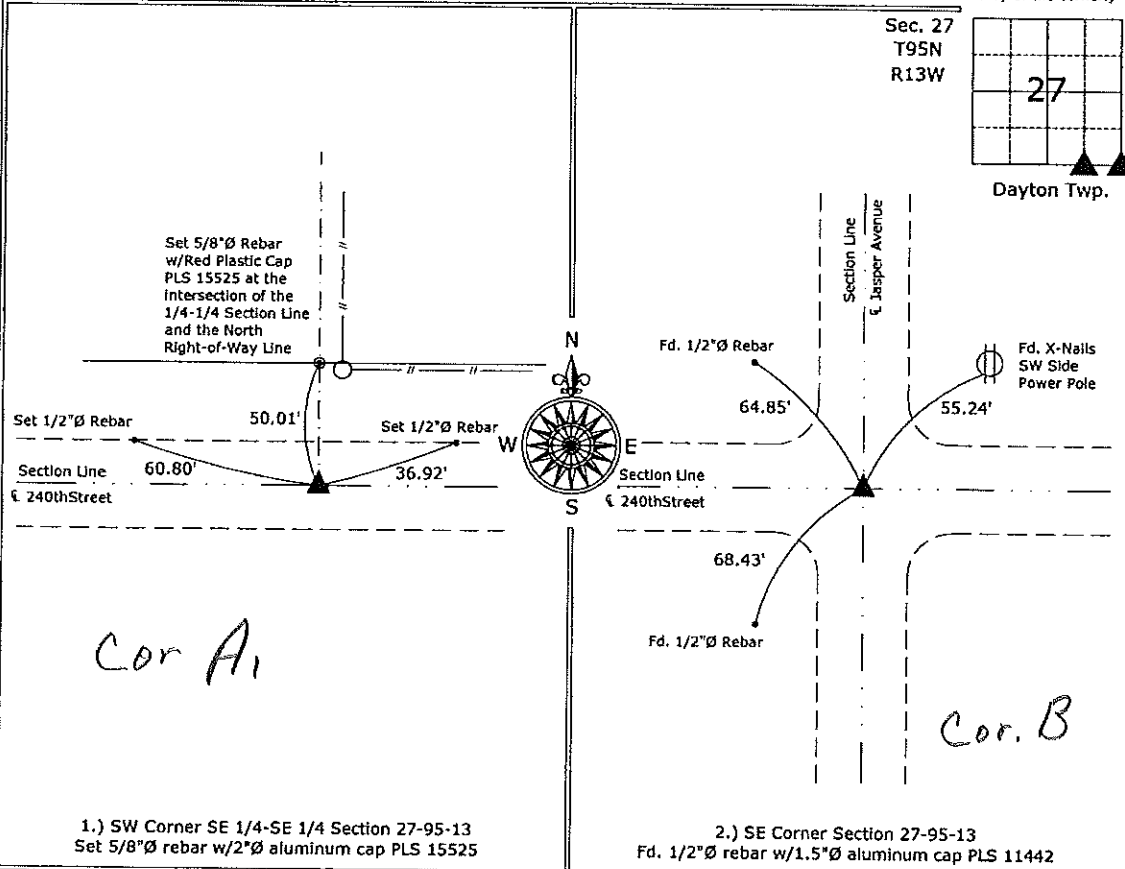 Sec. 27
T95N
R13W
27
Dayton Twp.
Set 5/8"Ø Rebar
w/Red Plastic Cap
PLS 15525 at the
intersection of the
1/4-1/4 Section Line
and the North
Right-of-Way Line
Set 1/2"Ø Rebar
50.01'
Set 1/2"Ø Rebar
60.80'
36.92'
Section Line
℄ 240thStreet
N
W
E
S
Section Line
℄ Jasper Avenue
Fd. 1/2"Ø Rebar
Fd. X-Nails
SW Side
Power Pole
64.85'
55.24'
Section Line
℄ 240thStreet
68.43'
Fd. 1/2"Ø Rebar
Cor A1
Cor. B
1.) SW Corner SE 1/4-SE 1/4 Section 27-95-13
Set 5/8"Ø rebar w/2"Ø aluminum cap PLS 15525
2.) SE Corner Section 27-95-13
Fd. 1/2"Ø rebar w/1.5"Ø aluminum cap PLS 11442